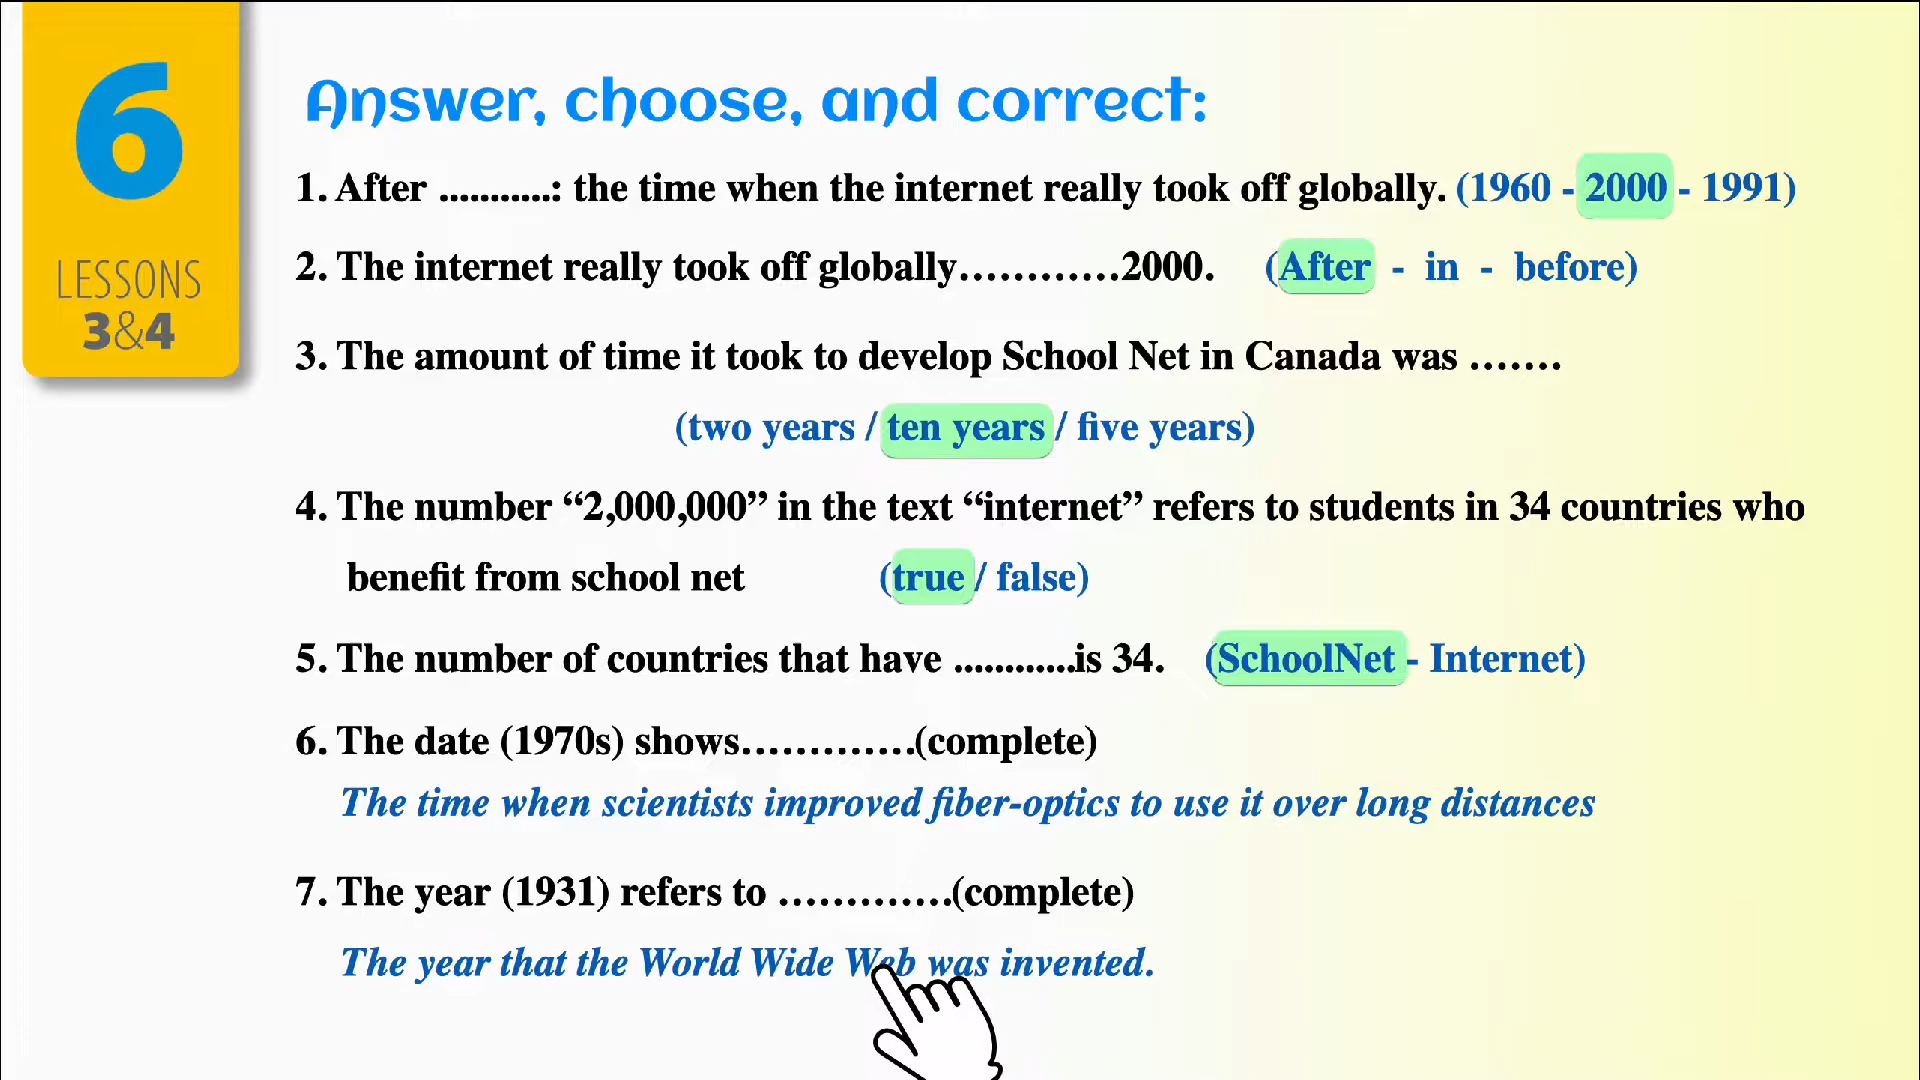 6
LESSONS
3&4
Answer, choose, and correct:
1. After ...........: the time when the internet really took off globally. (1960 - 2000 - 1991)
2. The internet really took off globally…………2000. (After - in - before)
3. The amount of time it took to develop School Net in Canada was …….
(two years / ten years / five years)
4. The number “2,000,000” in the text “internet” refers to students in 34 countries who
benefit from school net (true / false)
5. The number of countries that have ............is 34. (SchoolNet - Internet)
6. The date (1970s) shows………….(complete)
The time when scientists improved fiber-optics to use it over long distances
7. The year (1931) refers to ………….(complete)
The year that the World Wide Web was invented.